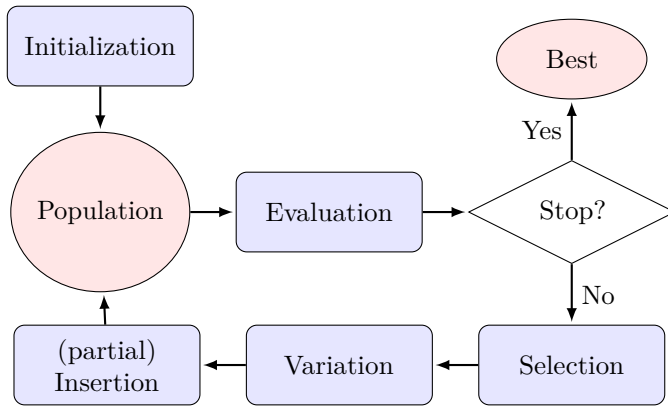 Initialization
Best
Yes
Population
Evaluation
Stop?
No
(partial)
Insertion
Variation
Selection